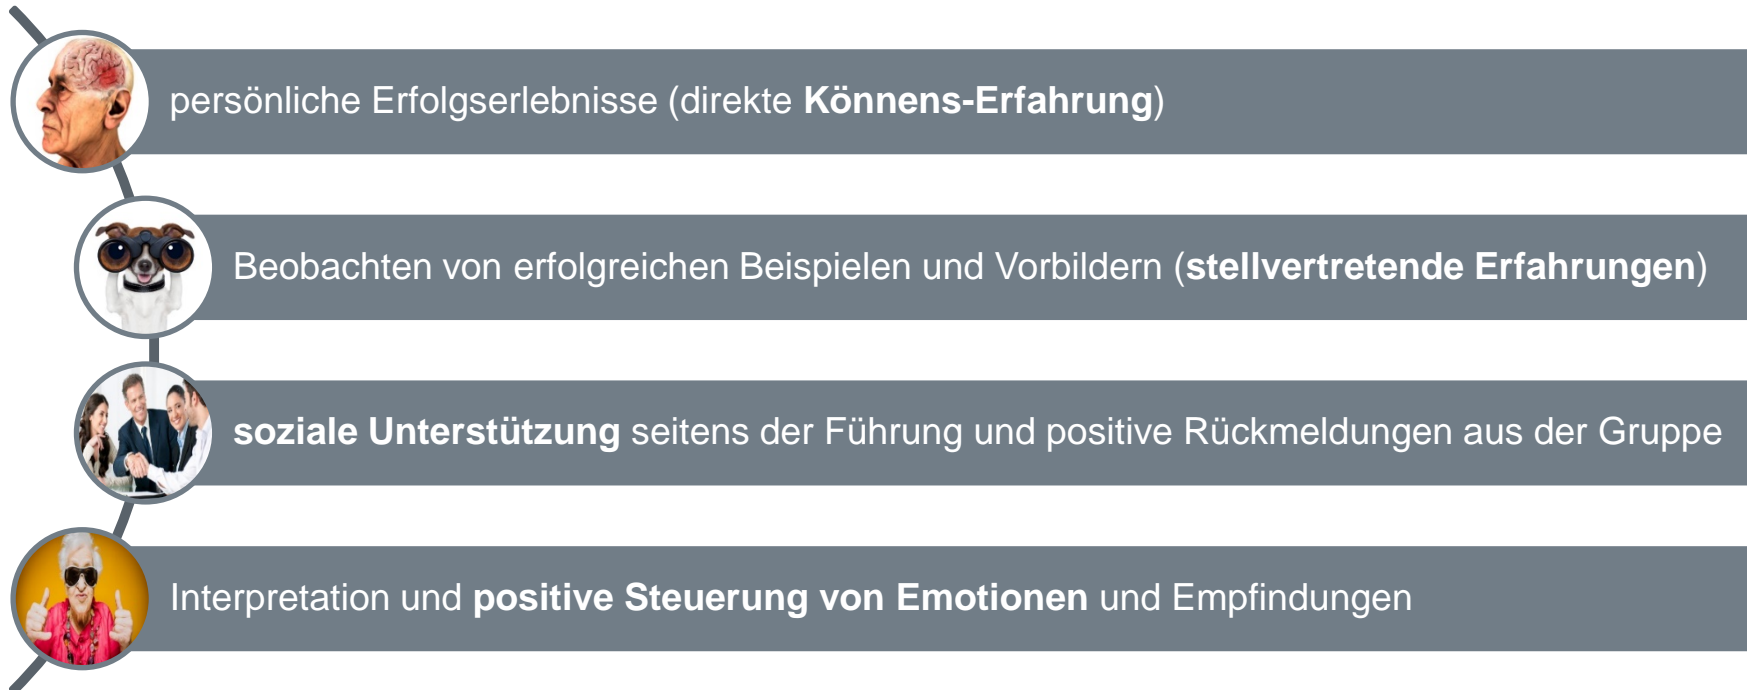 persönliche Erfolgserlebnisse (direkte Könnens-Erfahrung)
Beobachten von erfolgreichen Beispielen und Vorbildern (stellvertretende Erfahrungen)
soziale Unterstützung seitens der Führung und positive Rückmeldungen aus der Gruppe
Interpretation und positive Steuerung von Emotionen und Empfindungen